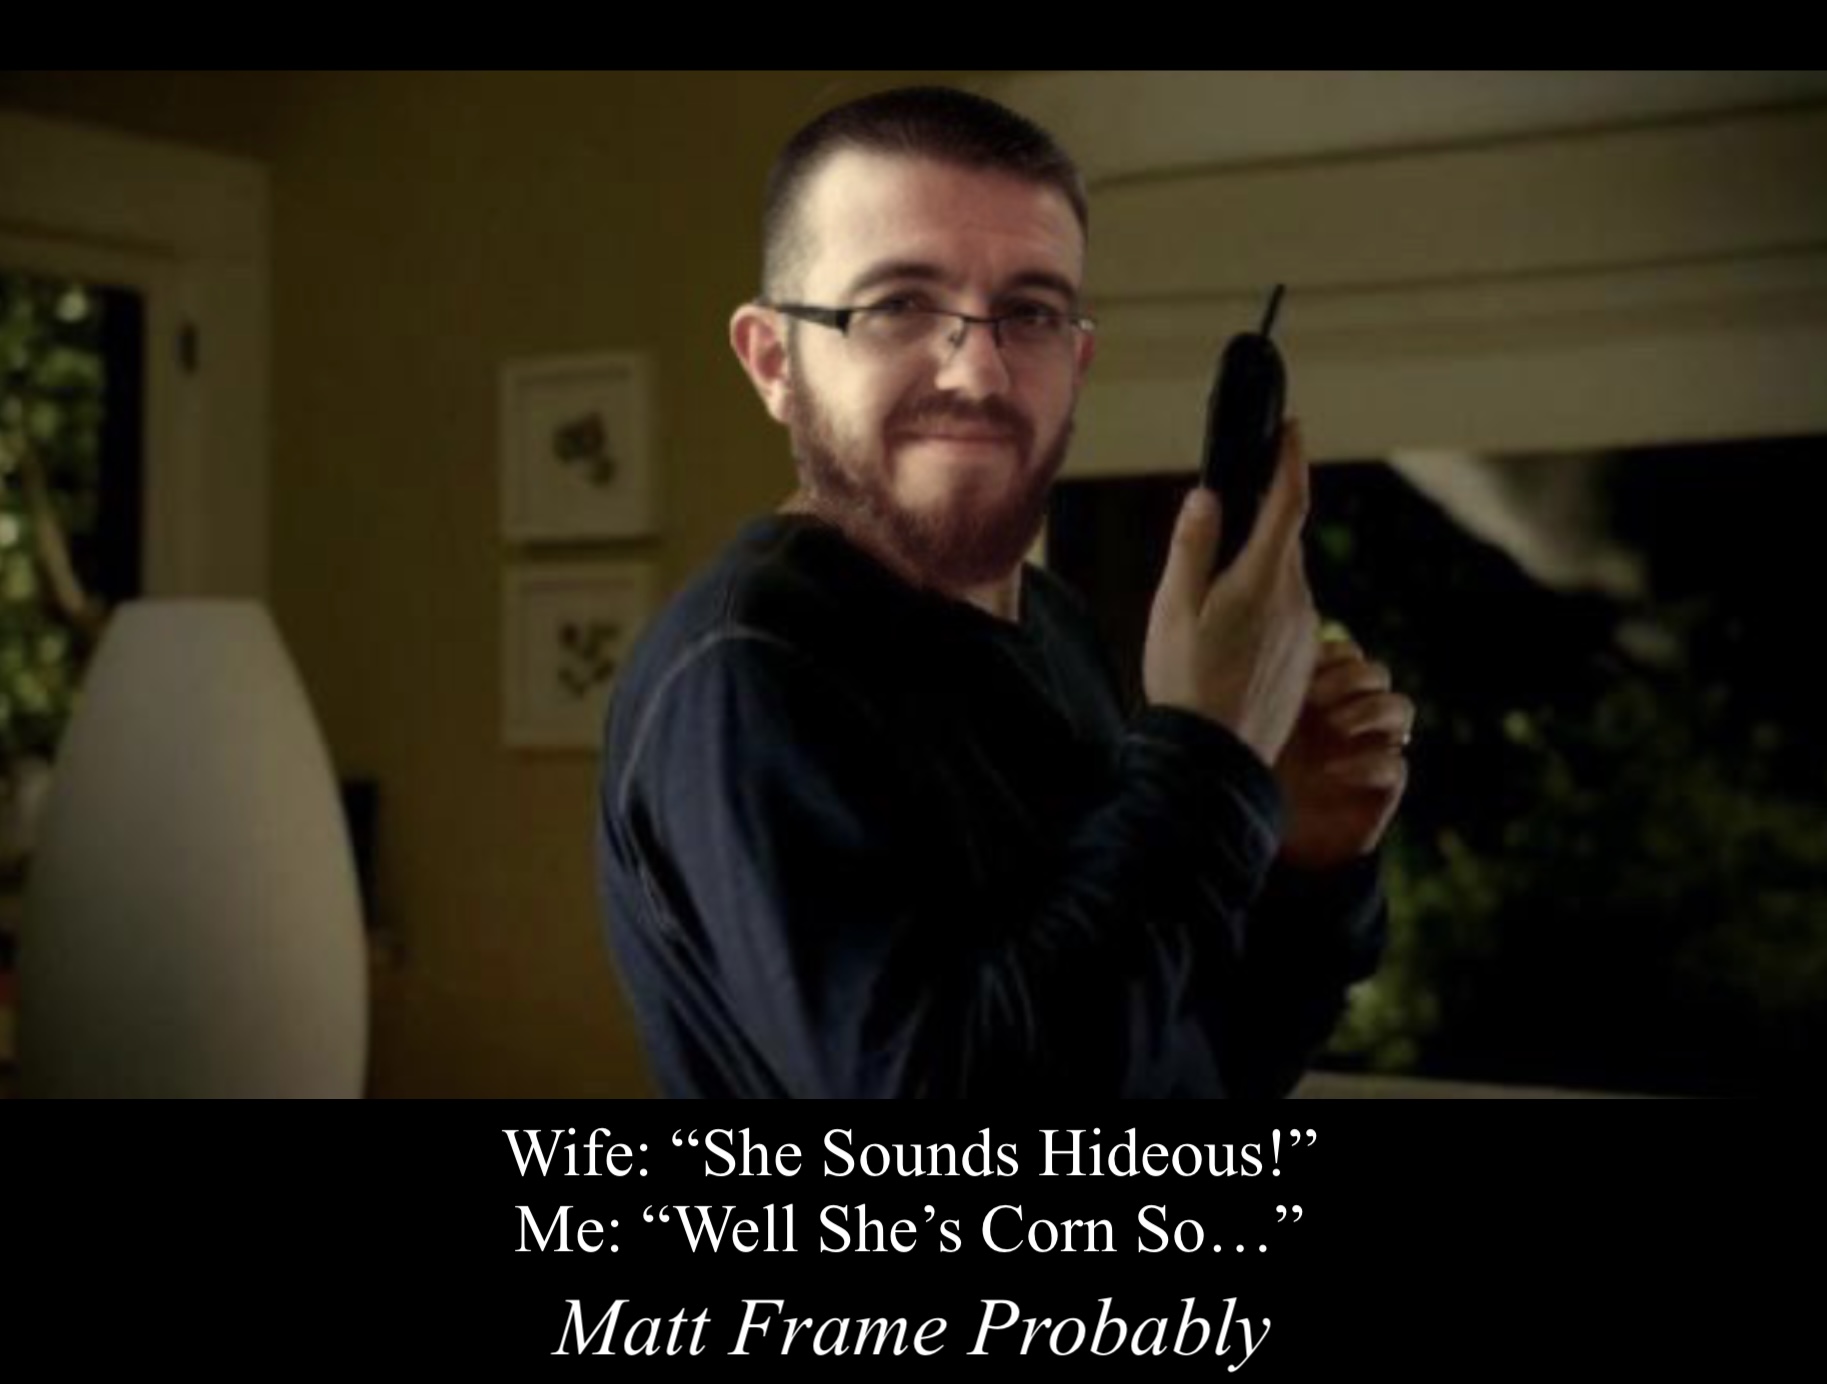 Wife: “She Sounds Hideous!”
Me: “Well She’s Corn So…”
Matt Frame Probably